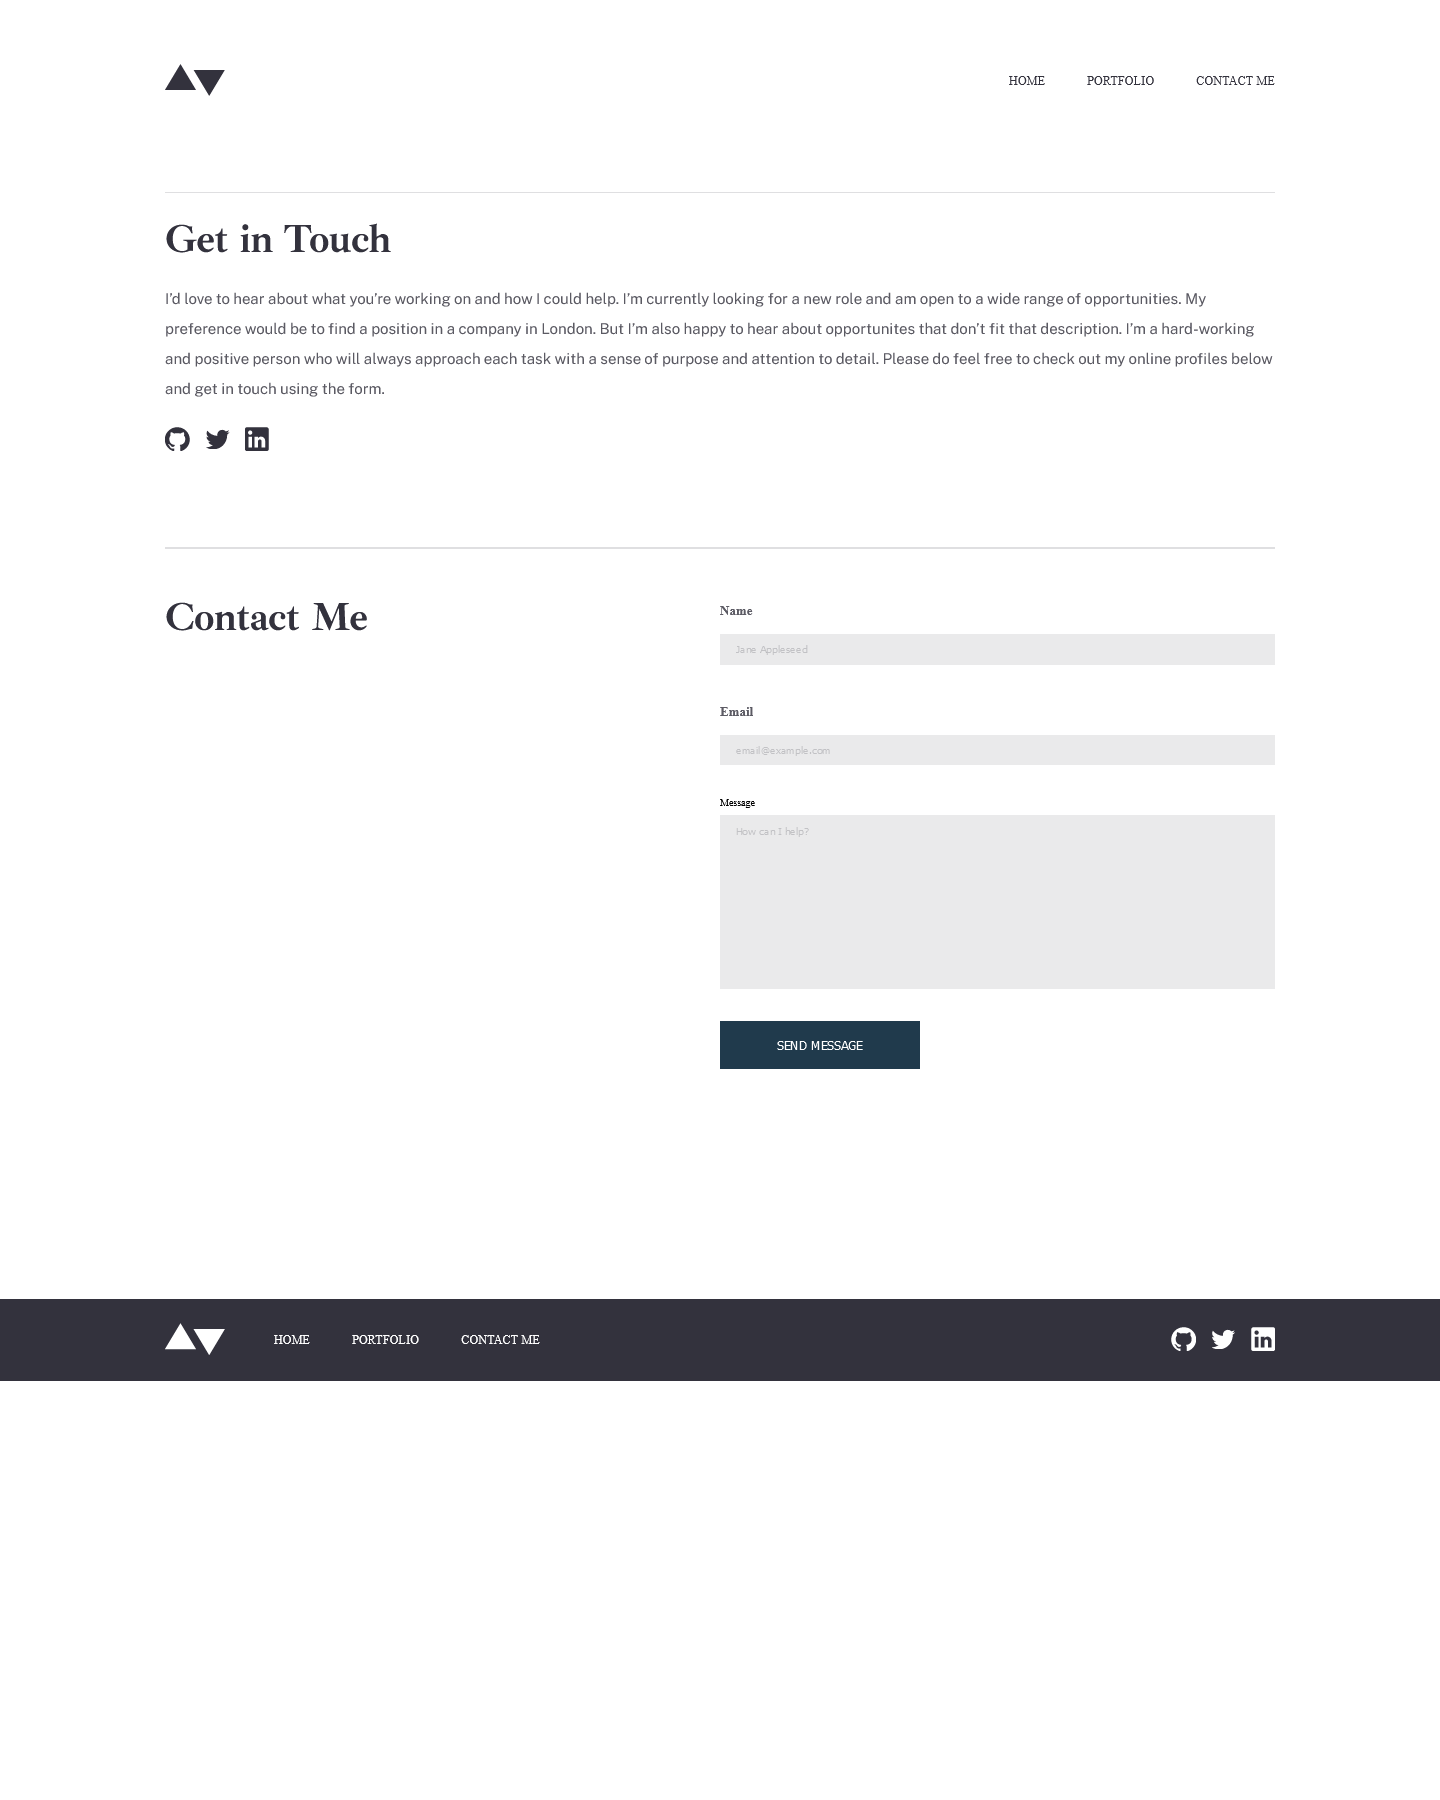 HOME PORTFOLIO CONTACT ME
Get in Touch
I’d love to hear about what you’re working on and how I could help. I’m currently looking for a new role and am open to a wide range of opportunities. My
preference would be to find a position in a company in London. But I’m also happy to hear about opportunites that don’t fit that description. I’m a hard-working
and positive person who will always approach each task with a sense of purpose and attention to detail. Please do feel free to check out my online profiles below
and get in touch using the form.
Contact Me
Name
Jane Appleseed
Email
email@example.com
Message
How can I help?
SEND MESSAGE
HOME PORTFOLIO CONTACT ME